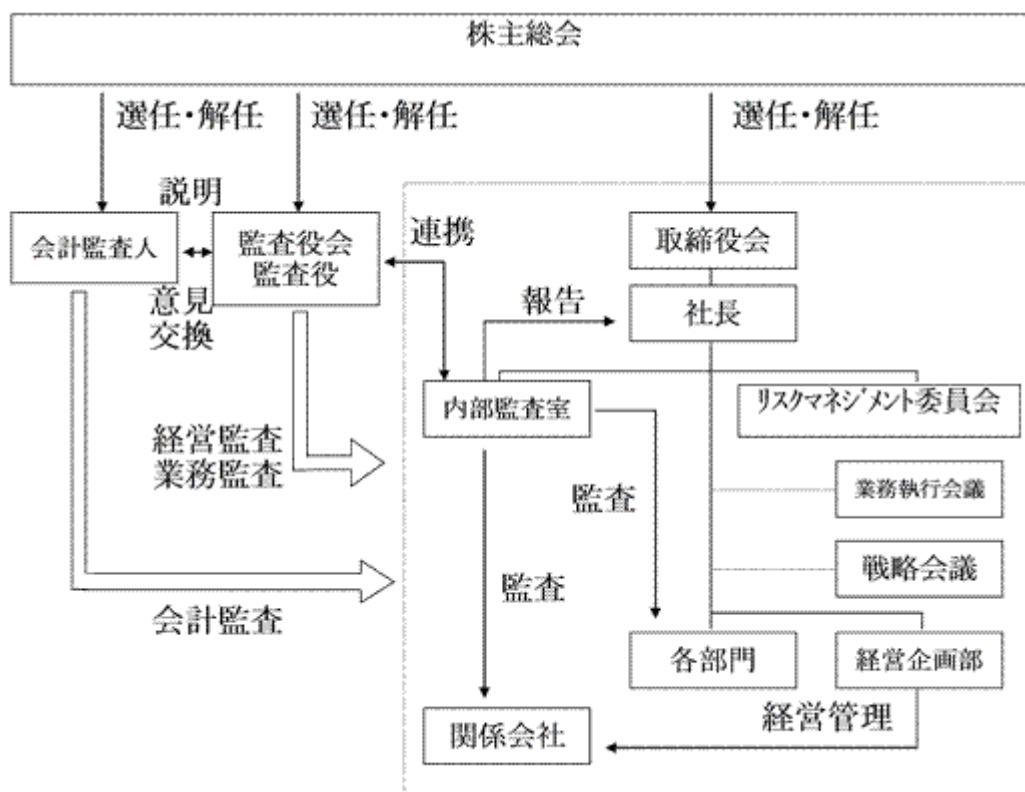 株主総会
選任・解任
選任・解任
選任・解任
説明
会計監査人
監査役会
監査役
連携
取締役会
意見
交換
報告
社長
内部監査室
リスクマネジメント委員会
経営監査
業務監査
監査
業務執行会議
戦略会議
監査
会計監査
各部門
経営企画部
経営管理
関係会社